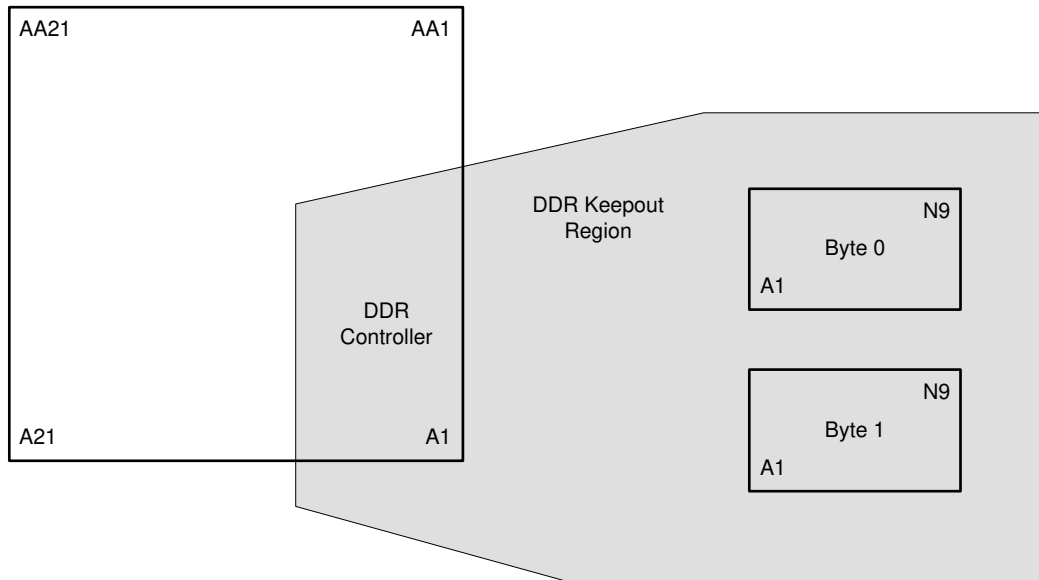 AA21
AA1
DDR Keepout
Region
N9
Byte 0
A1
DDR
Controller
N9
Byte 1
A1
A21
A1